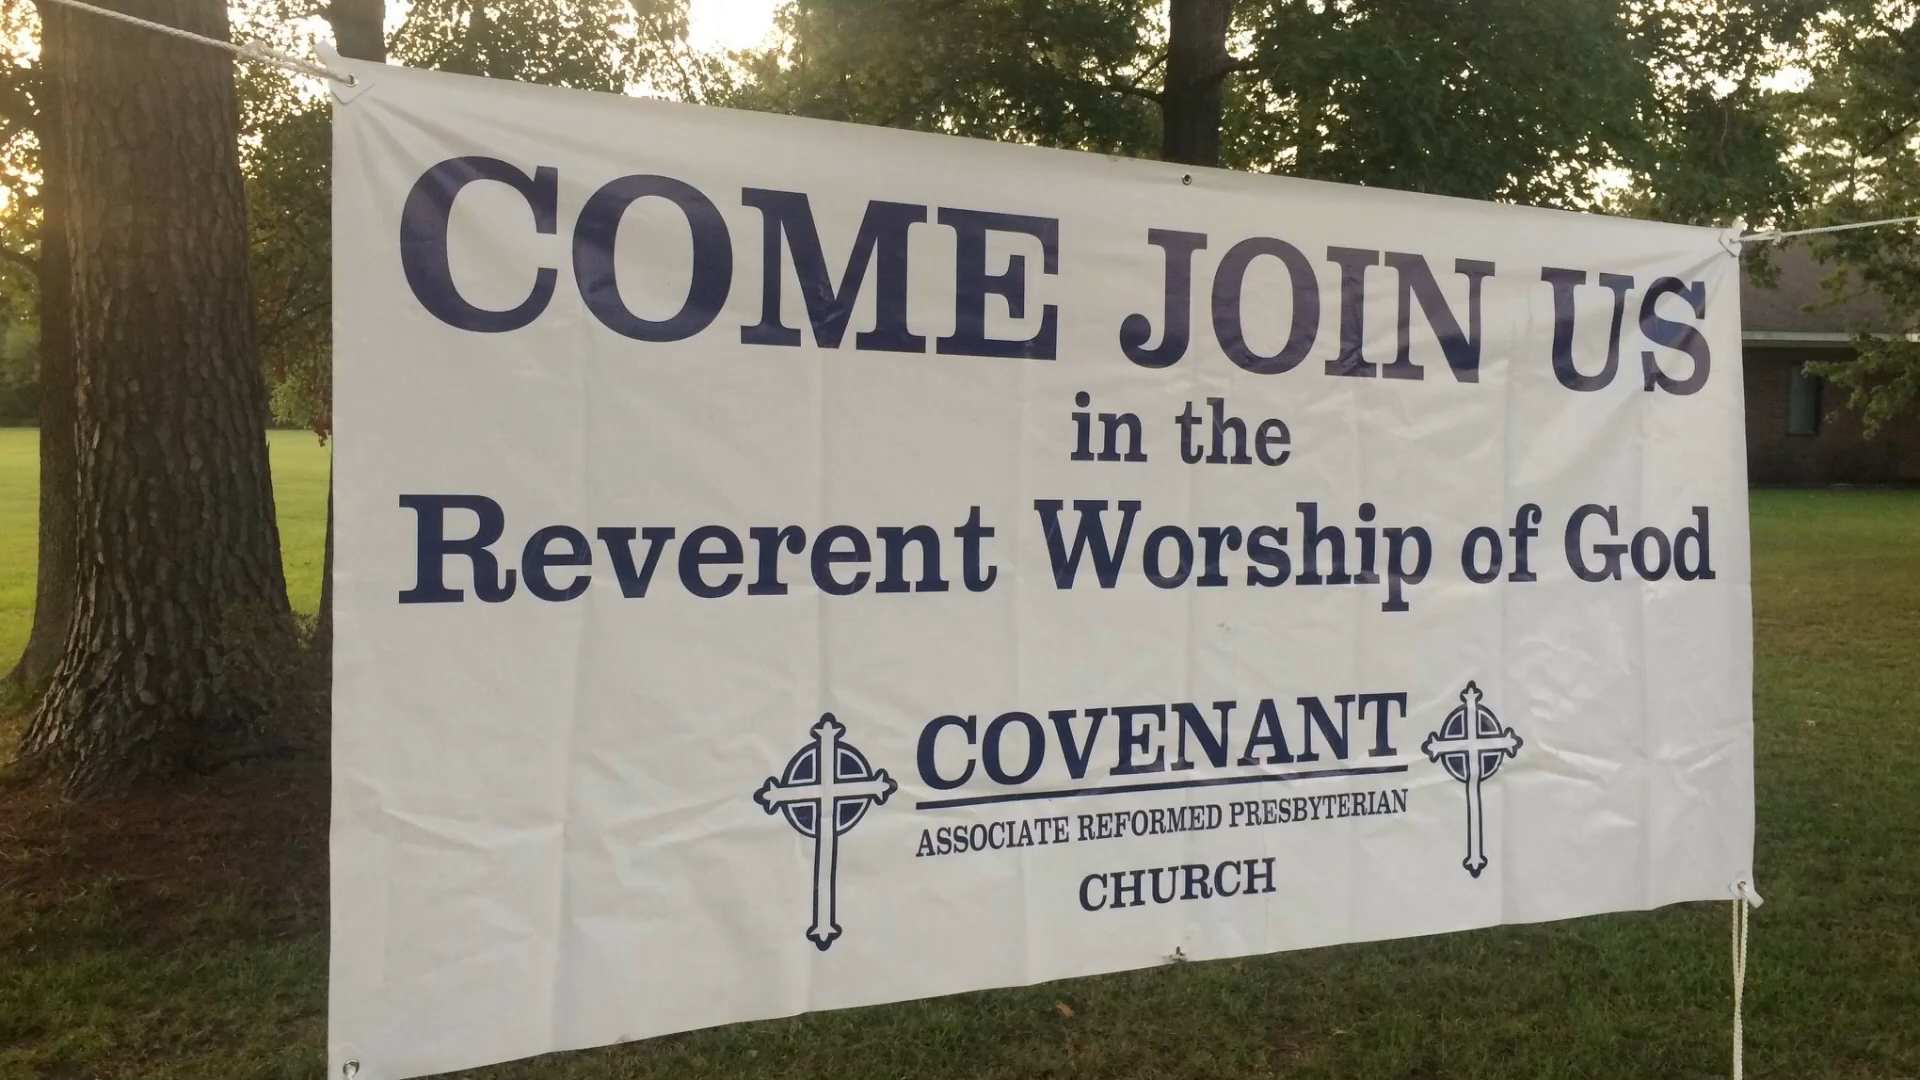 COME JOIN US
in the
Reverent Worship of God
COVENANT
ASSOCIATE REFORMED PRESBYTERIAN
CHURCH